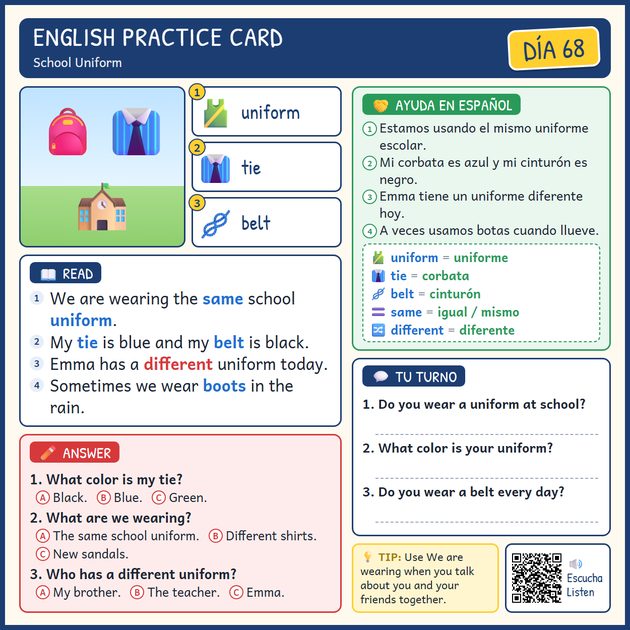 ENGLISH PRACTICE CARD
School Uniform
DÍA 68
1
uniform
2
tie
3
belt
READ
1 We are wearing the same school
uniform.
2 My tie is blue and my belt is black.
3 Emma has a different uniform today.
4 Sometimes we wear boots in the
rain.
ANSWER
1. What color is my tie?
A Black. B Blue. C Green.
2. What are we wearing?
A The same school uniform. B Different shirts.
C New sandals.
3. Who has a different uniform?
A My brother. B The teacher. C Emma.
AYUDA EN ESPAÑOL
1 Estamos usando el mismo uniforme
escolar.
2 Mi corbata es azul y mi cinturón es
negro.
3 Emma tiene un uniforme diferente
hoy.
4 A veces usamos botas cuando llueve.
uniform = uniforme
tie = corbata
belt = cinturón
same = igual / mismo
different = diferente
TU TURNO
1. Do you wear a uniform at school?
2. What color is your uniform?
3. Do you wear a belt every day?
TIP: Use We are
wearing when you talk
about you and your
friends together.
Escucha
Listen